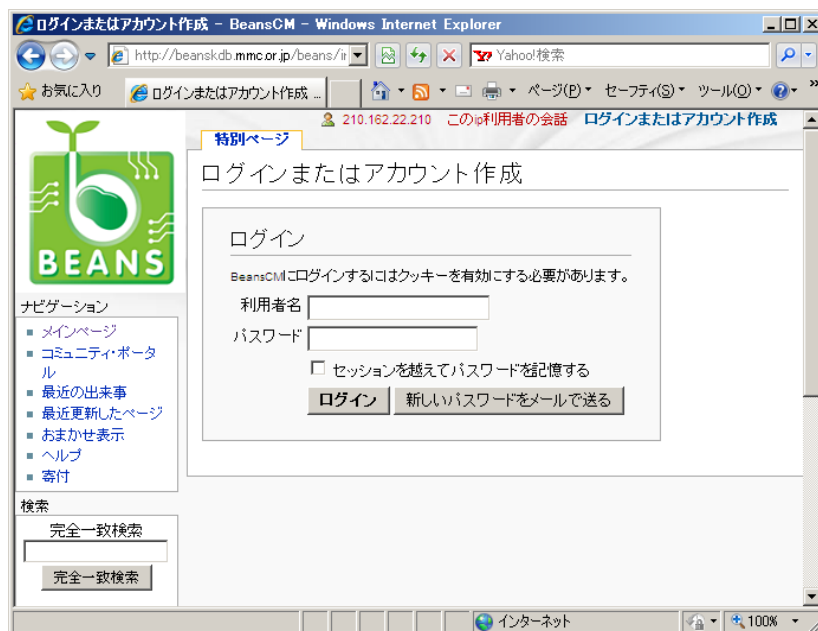 ログインまたはアカウント作成 - BeansCM - Windows Internet Explorer
http://beanskdb.mmc.or.jp/beans/ir
Yahoo!検索
お気に入り
ログインまたはアカウント作成 ...
ページ(P)
セーフティ(S)
ツール(O)
210.162.22.210 このip利用者の会話 ログインまたはアカウント作成
特別ページ
ログインまたはアカウント作成
BEANS
ログイン
BeansCMにログインするにはクッキーを有効にする必要があります。
利用者名
パスワード
セッションを越えてパスワードを記憶する
ログイン 新しいパスワードをメールで送る
ナビゲーション
メインページ
コミュニティ・ポータ
ル
最近の出来事
最近更新したページ
おまかせ表示
ヘルプ
寄付
検索
完全一致検索
完全一致検索
インターネット
100%